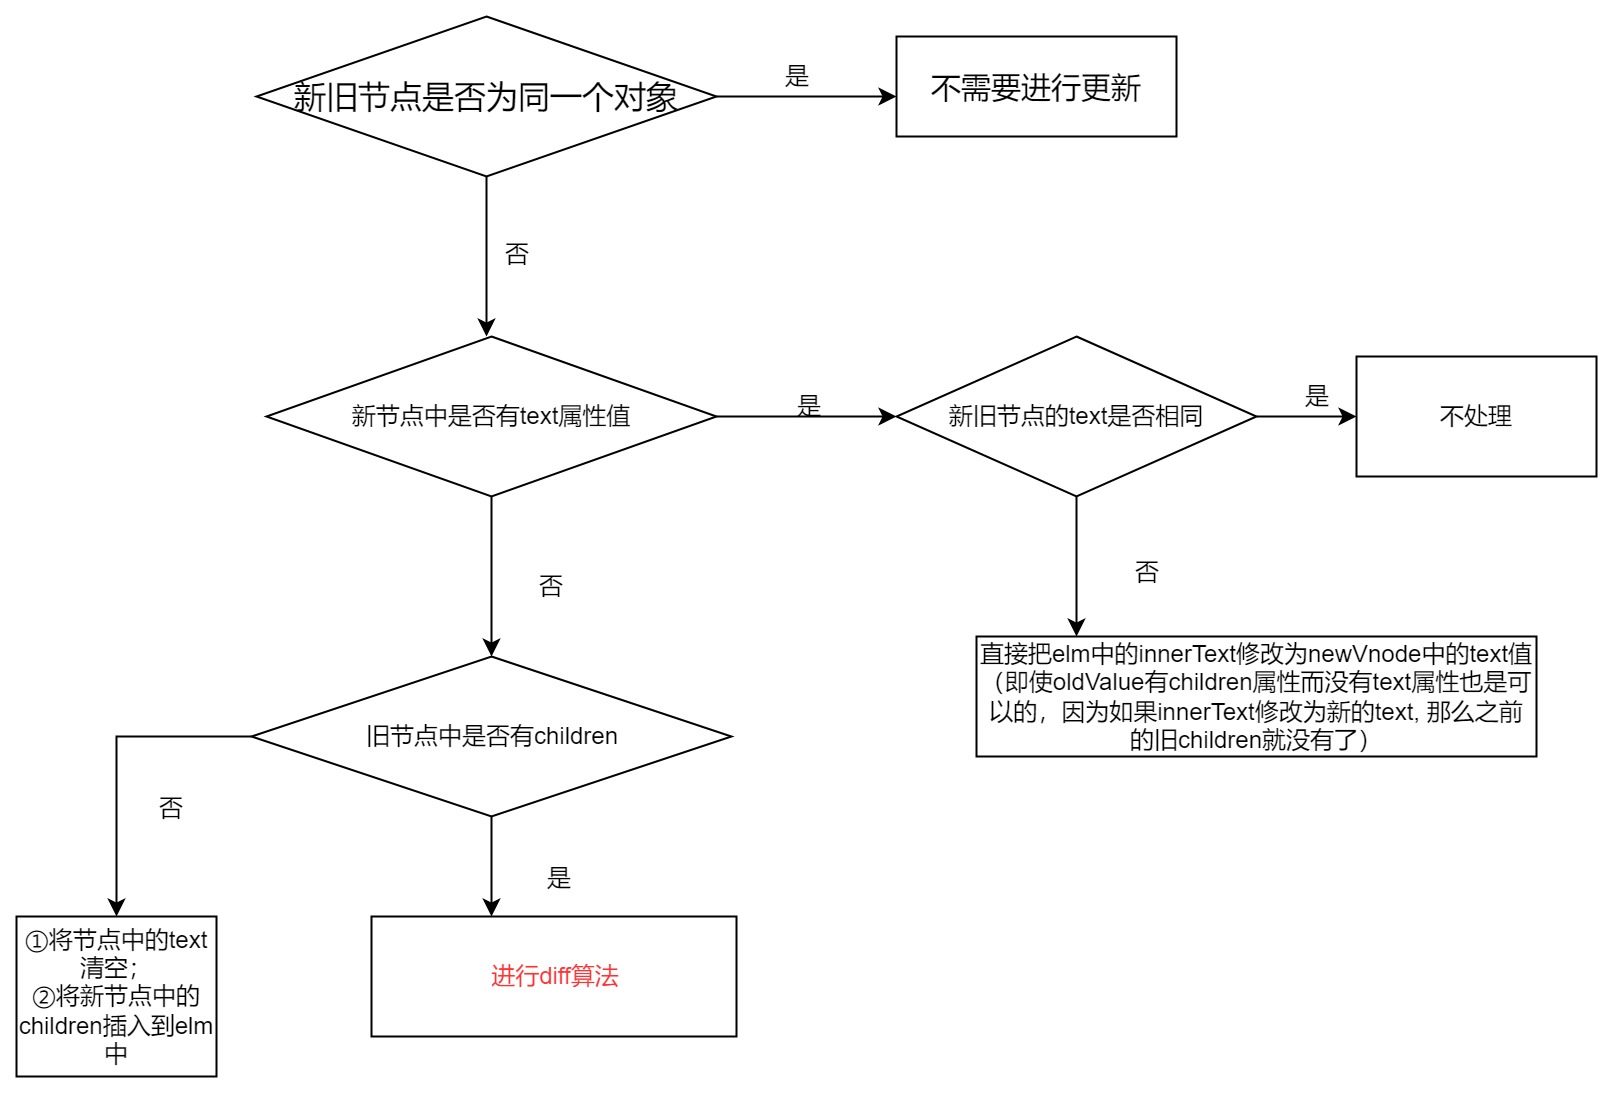 新旧节点是否为同一个对象
是
不需要进行更新
否
新节点中是否有text属性值
是
新旧节点的text是否相同
是
不处理
否
否
直接把elm中的innerText修改为newVnode中的text值
（即使oldValue有children属性而没有text属性也是可
以的，因为如果innerText修改为新的text, 那么之前
的旧children就没有了）
旧节点中是否有children
否
是
①将节点中的text
清空；
②将新节点中的
children插入到elm
中
进行diff算法